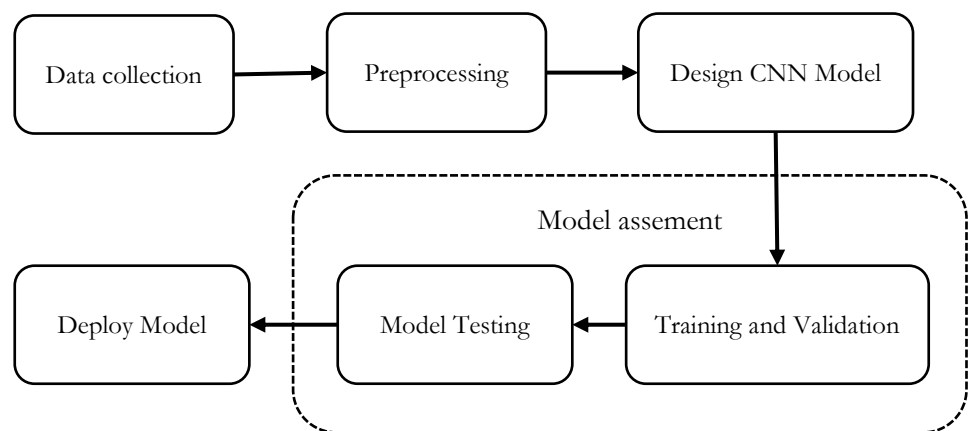 Data collection
Preprocessing
Design CNN Model
Model assement
Deploy Model
Model Testing
Training and Validation